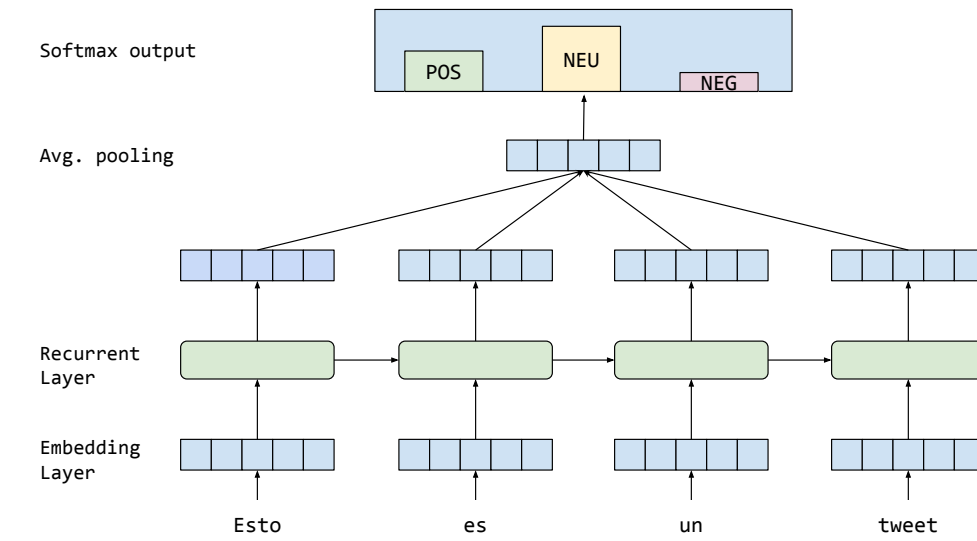 Softmax output
POS
NEU
NEG
Avg. pooling
Recurrent
Layer
Embedding
Layer
Esto es un tweet